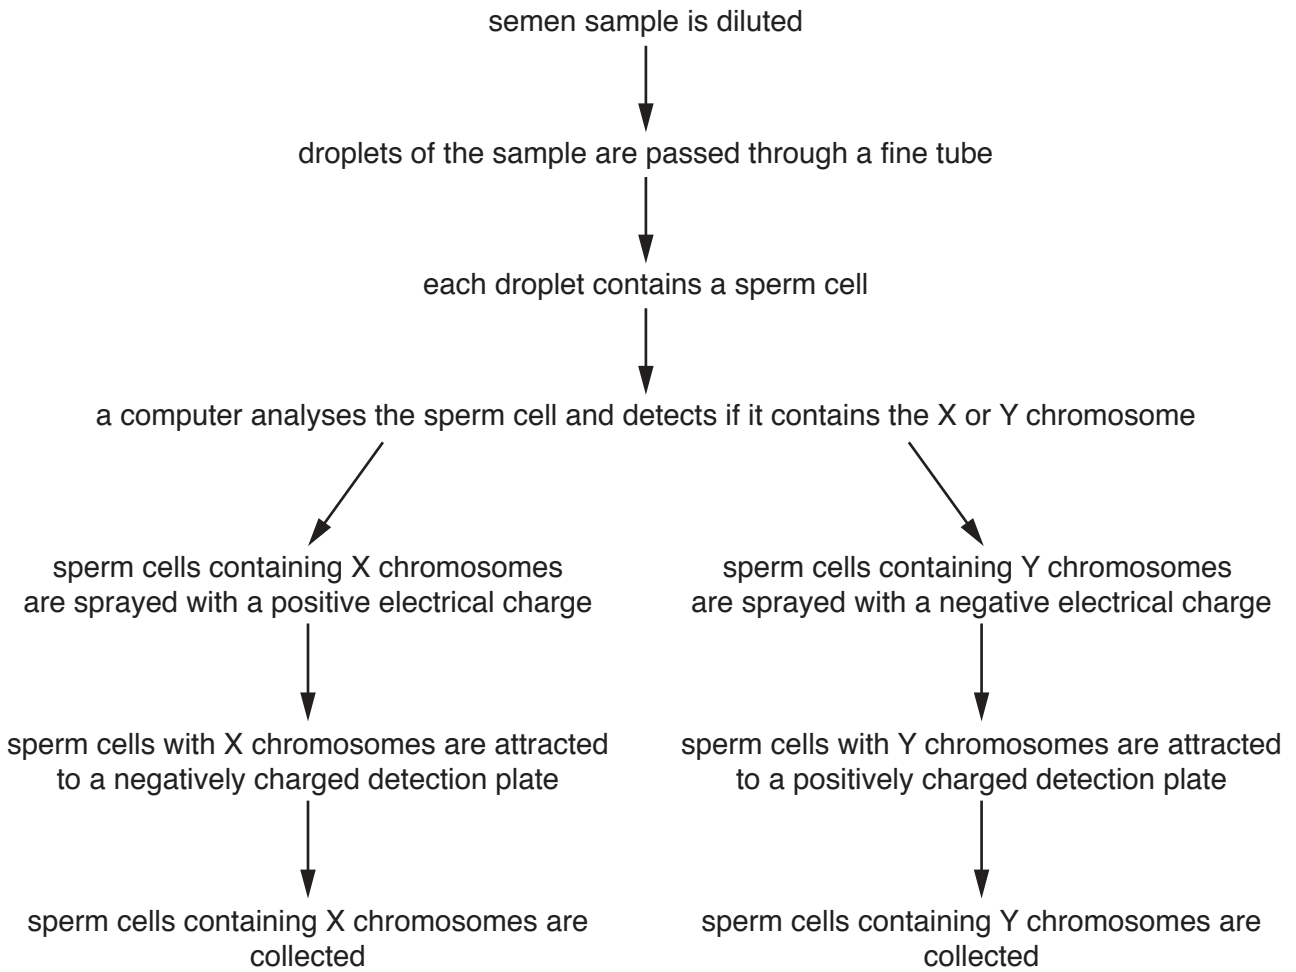 semen sample is diluted
droplets of the sample are passed through a fine tube
each droplet contains a sperm cell
a computer analyses the sperm cell and detects if it contains the X or Y chromosome
sperm cells containing X chromosomes
are sprayed with a positive electrical charge
sperm cells containing Y chromosomes
are sprayed with a negative electrical charge
sperm cells with X chromosomes are attracted
to a negatively charged detection plate
sperm cells with Y chromosomes are attracted
to a positively charged detection plate
sperm cells containing X chromosomes are
collected
sperm cells containing Y chromosomes are
collected